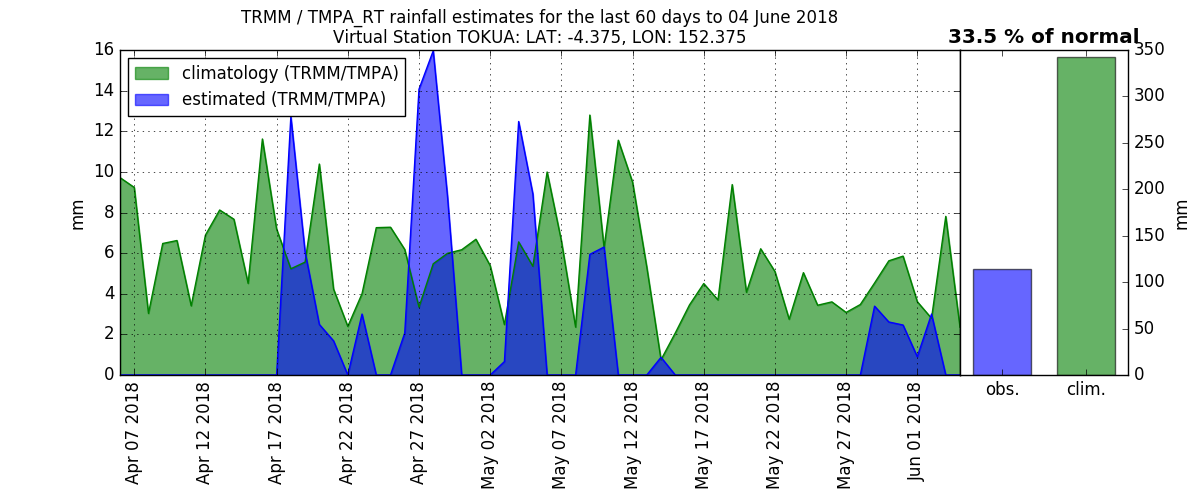 TRMM / TMPA_RT rainfall estimates for the last 60 days to 04 June 2018
Virtual Station TOKUA: LAT: -4.375, LON: 152.375
33.5 % of normal
climatology (TRMM/TMPA)
estimated (TRMM/TMPA)
mm
16
14
12
10
8
6
4
2
0
Apr 07 2018
Apr 12 2018
Apr 17 2018
Apr 22 2018
Apr 27 2018
May 02 2018
May 07 2018
May 12 2018
May 17 2018
May 22 2018
May 27 2018
Jun 01 2018
obs.
clim.
350
300
250
200
150
100
50
0
mm